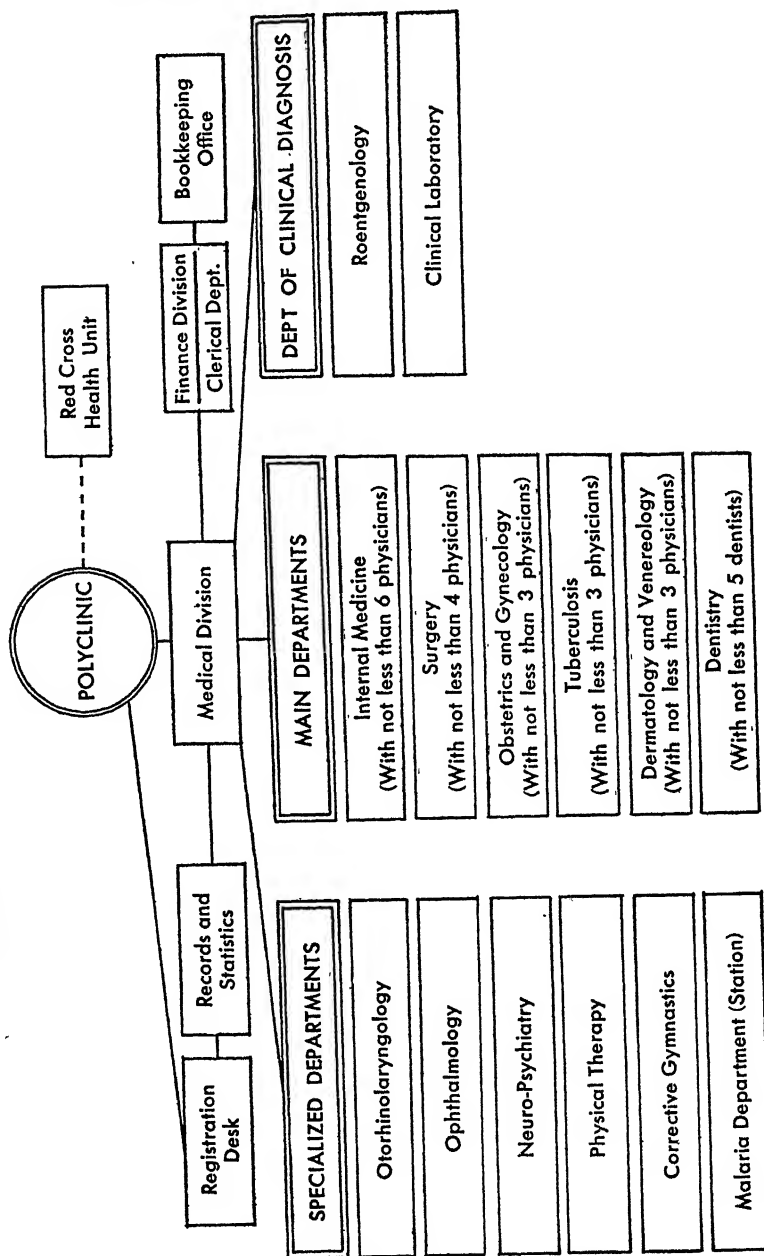 POLYCLINIC
Red Cross
Health Unit
Registration
Desk
Records and
Statistics
Medical Division
Finance Division
Clerical Dept.
Bookkeeping
Office
SPECIALIZED DEPARTMENTS
Otorhinolaryngology
Ophthalmology
Neuro-Psychiatry
Physical Therapy
Corrective Gymnastics
Malaria Department (Station)
MAIN DEPARTMENTS
Internal Medicine
(With not less than 6 physicians)
Surgery
(With not less than 4 physicians)
Obstetrics and Gynecology
(With not less than 3 physicians)
Tuberculosis
(With not less than 3 physicians)
Dermatology and Venereology
(With not less than 3 physicians)
Dentistry
(With not less than 5 dentists)
DEPT OF CLINICAL DIAGNOSIS
Roentgenology
Clinical Laboratory